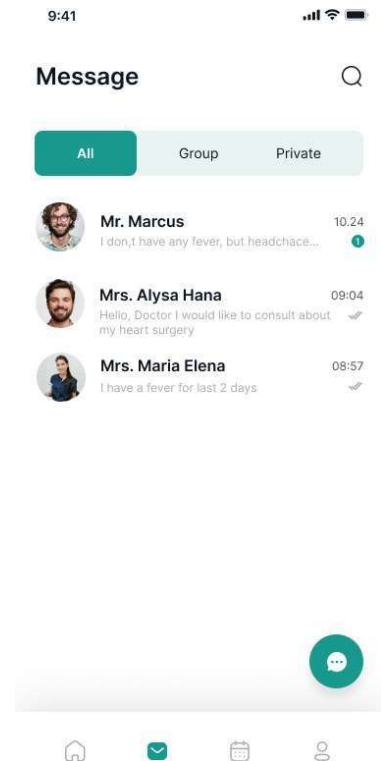 9:41
Message
All Group Private
Mr. Marcus 10.24
I don,t have any fever, but headchace... 1
Mrs. Alysa Hana 09:04
Hello, Doctor I would like to consult about
my heart surgery
Mrs. Maria Elena 08:57
I have a fever for last 2 days